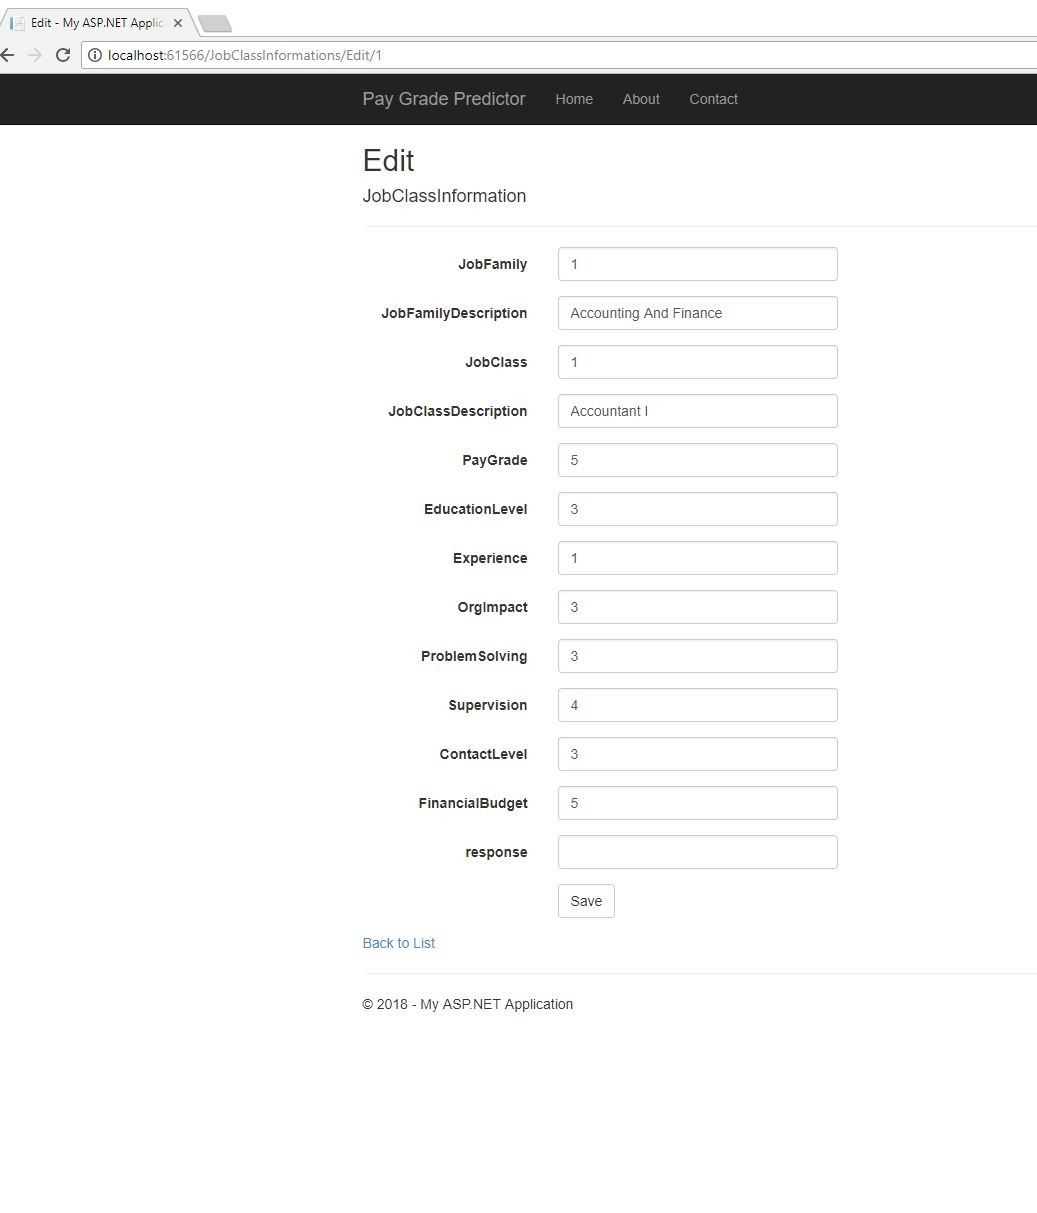 Edit - My ASP.NET Applic
localhost:61566/JobClassInformations/Edit/1
Pay Grade Predictor Home About Contact
Edit
JobClassInformation
JobFamily 1
JobFamilyDescription Accounting And Finance
JobClass 1
JobClassDescription Accountant I
PayGrade 5
EducationLevel 3
Experience 1
OrgImpact 3
ProblemSolving 3
Supervision 4
ContactLevel 3
FinancialBudget 5
response
Save
Back to List
© 2018 - My ASP.NET Application